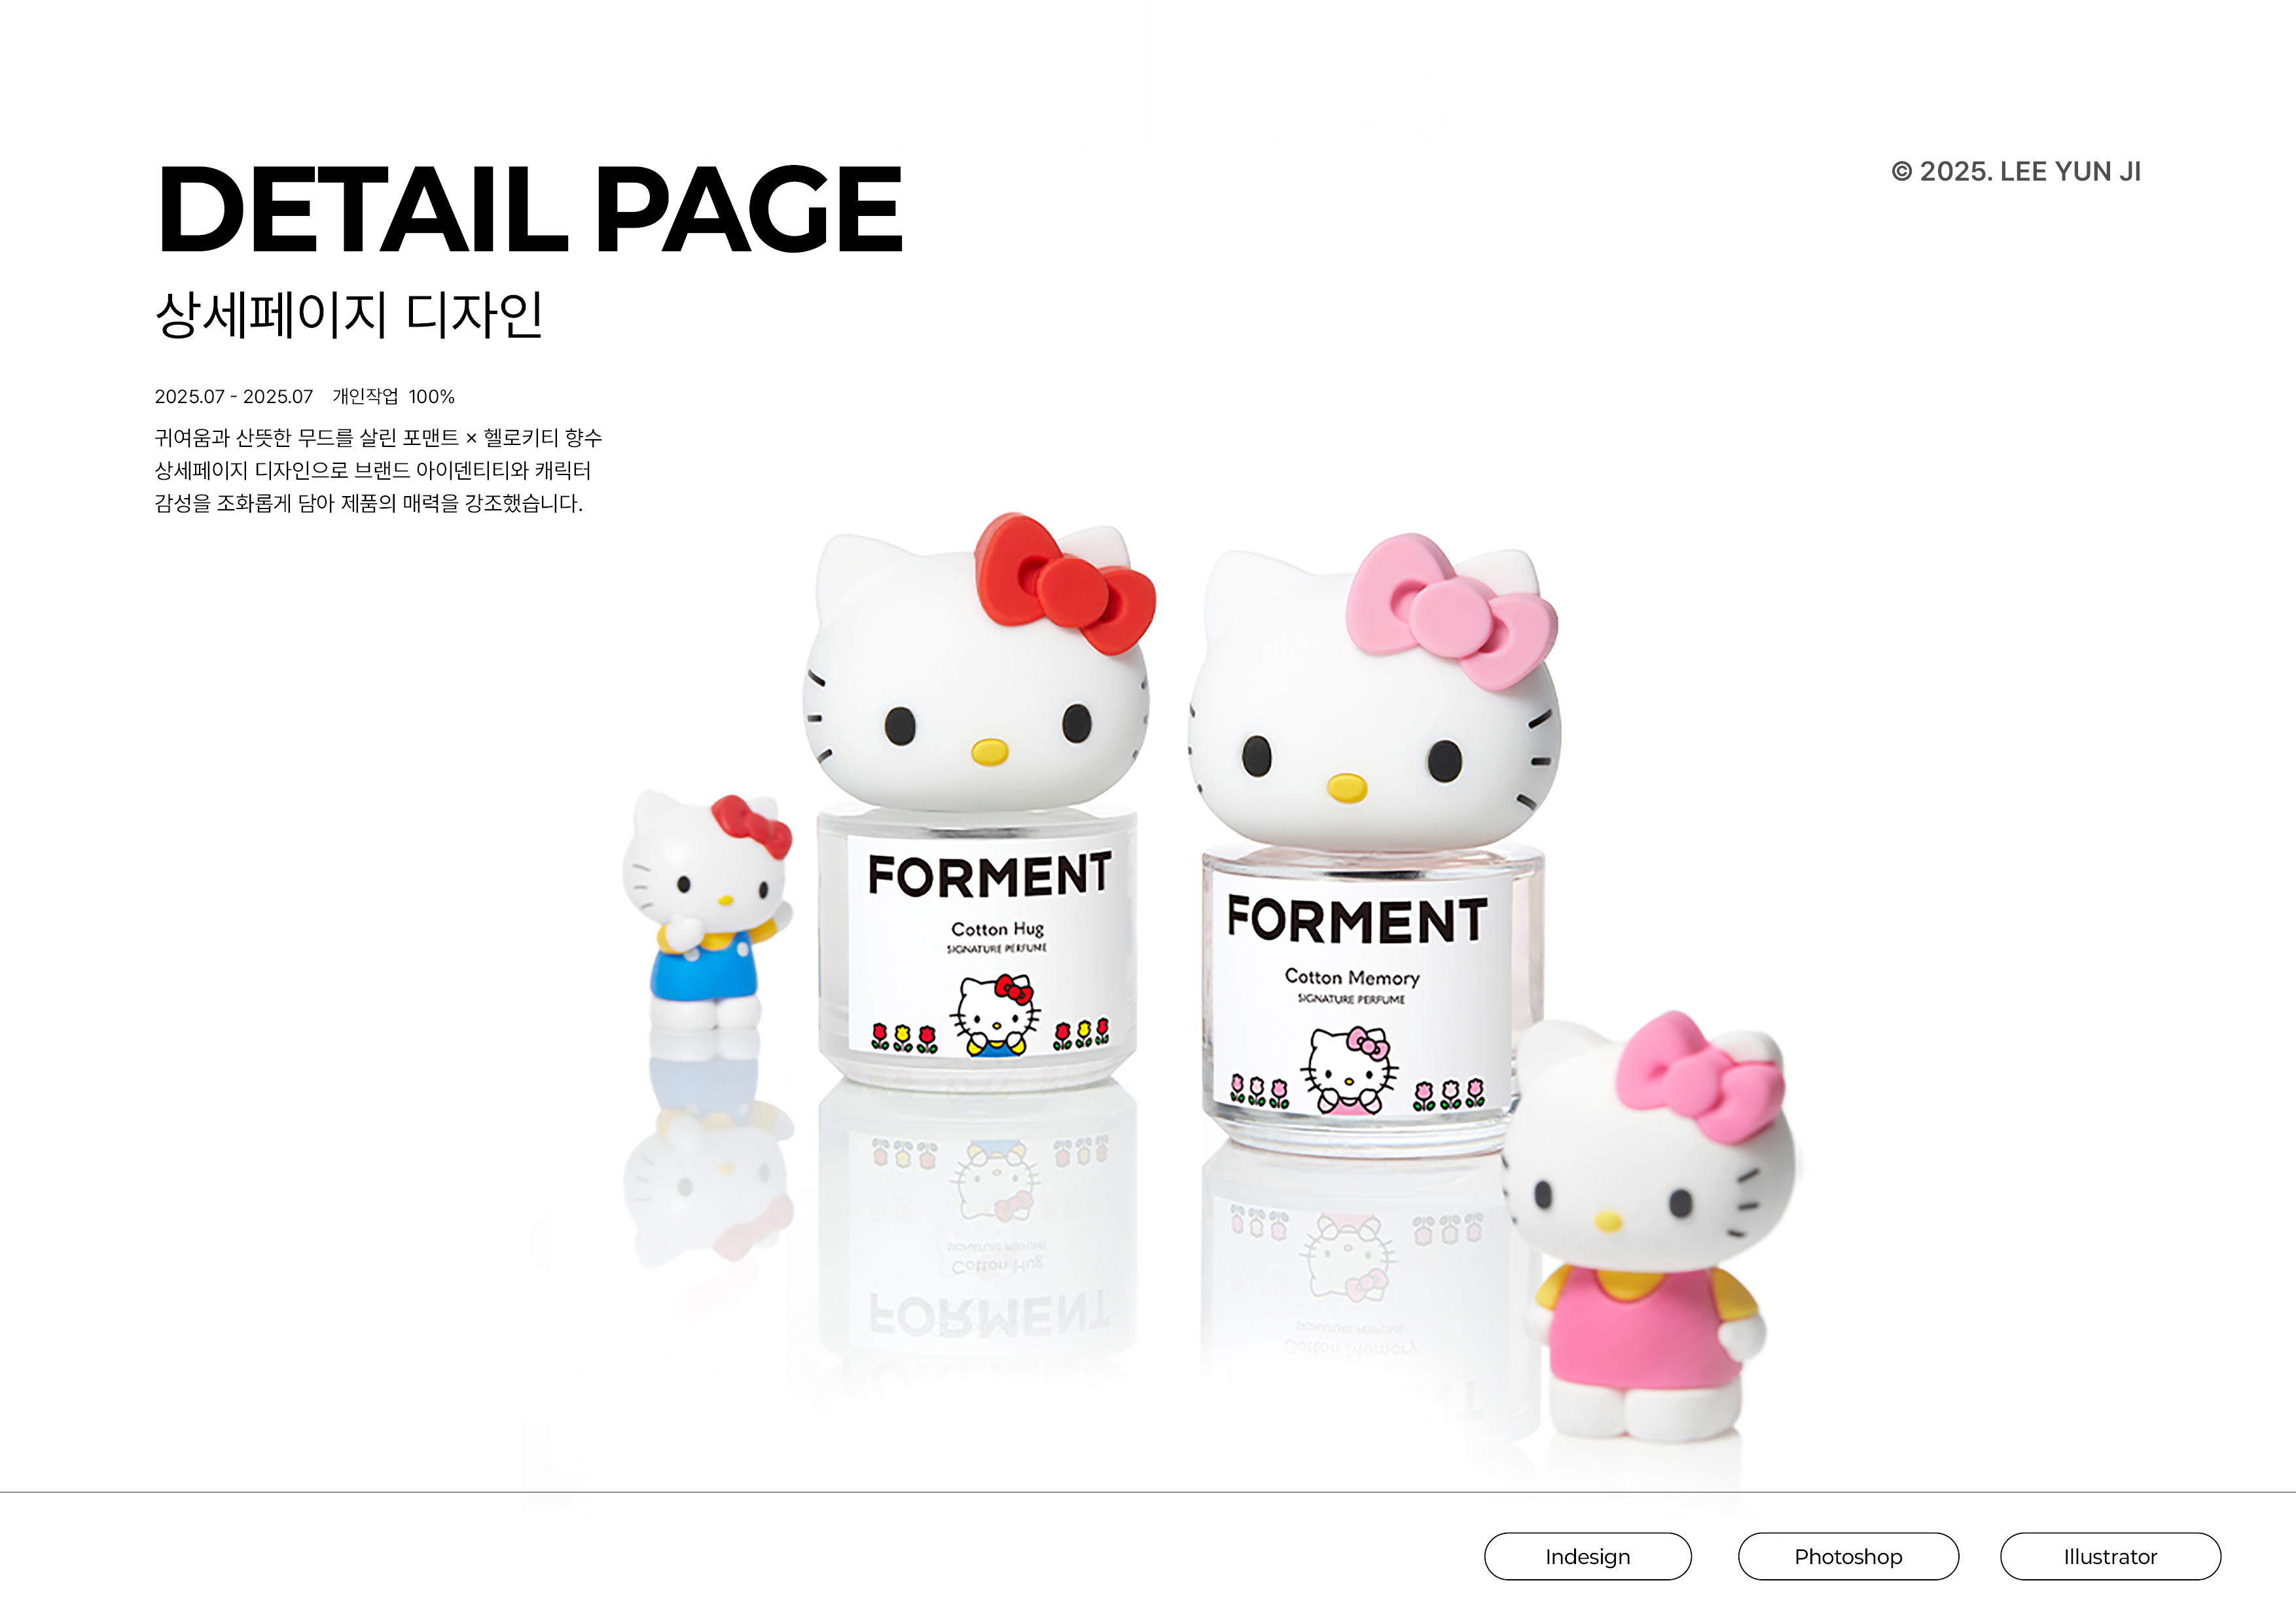 DETAIL PAGE
© 2025. LEE YUN JI
상세페이지 디자인
2025.07 - 2025.07 개인작업 100%
귀여움과 산뜻한 무드를 살린 포맨트 × 헬로키티 향수
상세페이지 디자인으로 브랜드 아이덴티티와 캐릭터
감성을 조화롭게 담아 제품의 매력을 강조했습니다.
FORMENT
Cotton Hug
SIGNATURE PERFUME
FORMENT
Cotton Memory
SIGNATURE PERFUME
Indesign
Photoshop
Illustrator